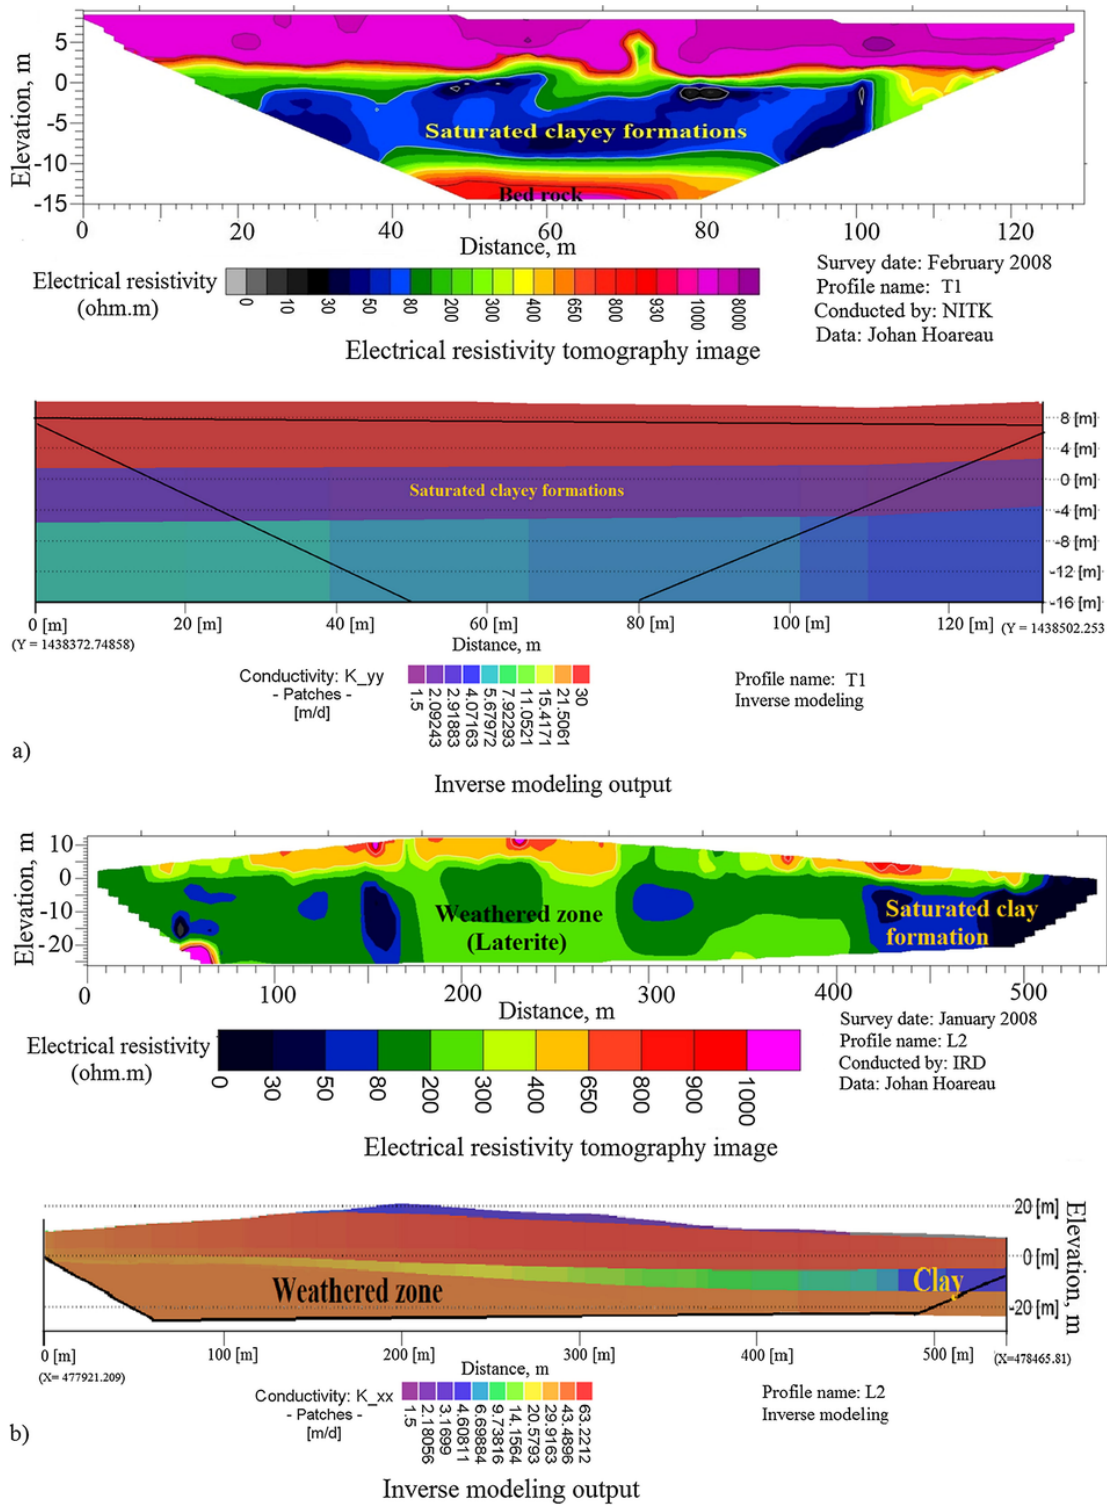 Elevation, m
5
0
-5
-10
-15
Saturated clayey formations
Bed rock
0
20
40
60
80
100
120
Distance, m
Electrical resistivity
(ohm.m)
0
10
30
50
80
200
300
400
650
800
930
1000
8000
Survey date: February 2008
Profile name: T1
Conducted by: NITK
Data: Johan Hoareau
Electrical resistivity tomography image
8 [m]
4 [m]
0 [m]
-4 [m]
-8 [m]
-12 [m]
-16 [m]
Saturated clayey formations
0 [m]
20 [m]
40 [m]
60 [m]
80 [m]
100 [m]
120 [m]
(Y = 1438372.74858)
(Y = 1438502.253
Distance, m
Conductivity: K_yy
- Patches -
[m/d]
1.5
2.09243
2.91883
4.07163
5.67972
7.92293
11.0521
15.4171
21.5061
30
Profile name: T1
Inverse modeling
a)
Inverse modeling output
Elevation, m
10
0
-10
-20
Weathered zone
(Laterite)
Saturated clay
formation
0
100
200
300
400
500
Distance, m
Electrical resistivity
(ohm.m)
0
30
50
80
200
300
400
650
800
900
1000
Survey date: January 2008
Profile name: L2
Conducted by: IRD
Data: Johan Hoareau
Electrical resistivity tomography image
20 [m]
0 [m]
-20 [m]
Elevation, m
Weathered zone
Clay
0 [m]
100 [m]
200 [m]
300 [m]
400 [m]
500 [m]
(X= 477921.209)
(X=478465.81)
Distance, m
Conductivity: K_xx
- Patches -
[m/d]
1.5
2.18056
3.1699
4.60811
6.69884
9.73816
14.1564
20.5793
29.9163
43.4896
63.2212
Profile name: L2
Inverse modeling
b)
Inverse modeling output